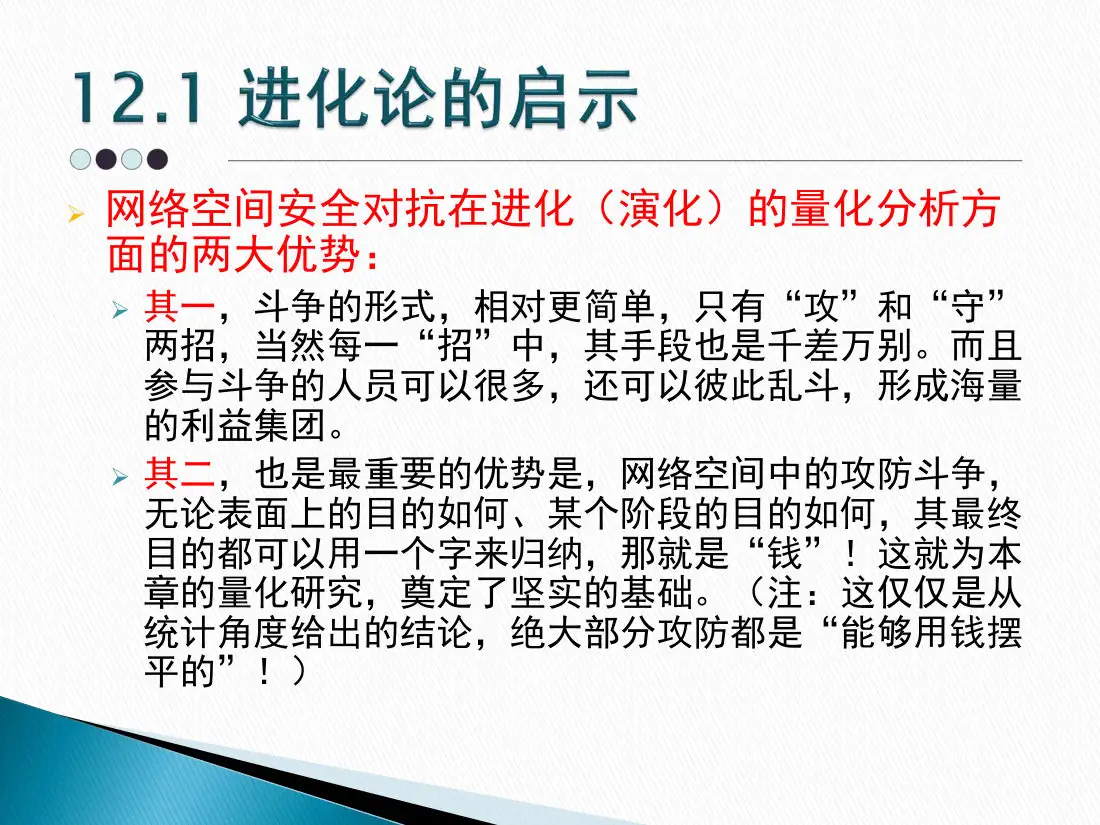 12.1 进化论的启示
网络空间安全对抗在进化（演化）的量化分析方
面的两大优势：
其一，斗争的形式，相对更简单，只有“攻”和“守”
两招，当然每一“招”中，其手段也是千差万别。而且
参与斗争的人员可以很多，还可以彼此乱斗，形成海量
的利益集团。
其二，也是最重要的优势是，网络空间中的攻防斗争，
无论表面上的目的如何、某个阶段的目的如何，其最终
目的都可以用一个字来归纳，那就是“钱”！这就为本
章的量化研究，奠定了坚实的基础。（注：这仅仅是从
统计角度给出的结论，绝大部分攻防都是“能够用钱摆
平的”！）